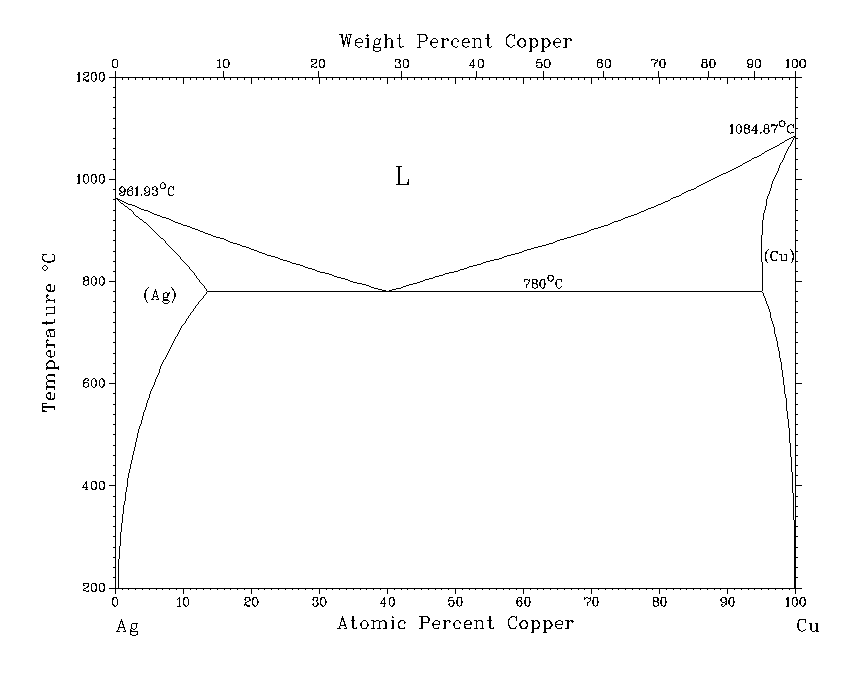 Weight Percent Copper
0 10 20 30 40 50 60 70 80 90 100
1200
1084.87°C
1000
L
961.93°C
(Cu)
800
780°C
(Ag)
Temperature °C
600
400
200
0 10 20 30 40 50 60 70 80 90 100
Ag Atomic Percent Copper Cu